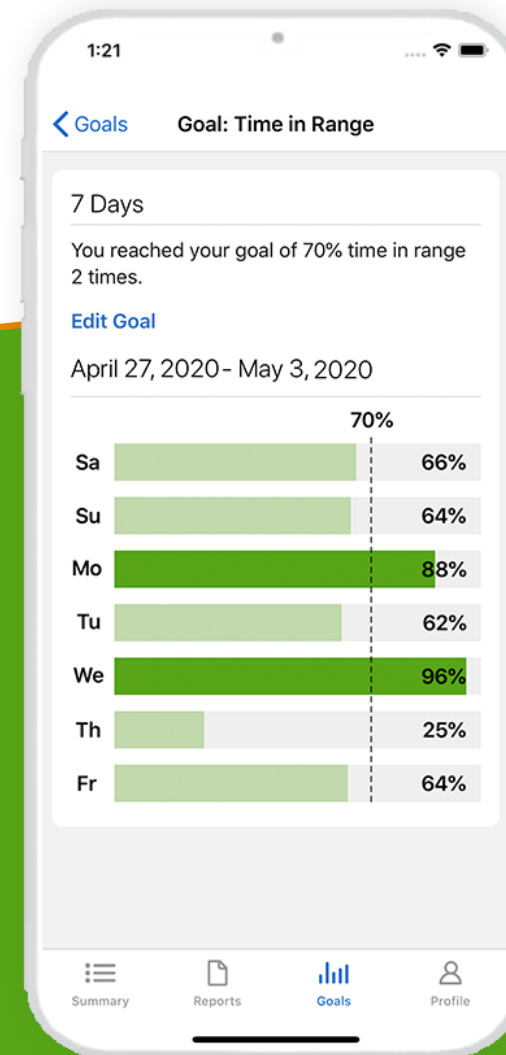 1:21
Goals
Goal: Time in Range
7 Days
You reached your goal of 70% time in range
2 times.
Edit Goal
April 27, 2020 - May 3, 2020
70%
Sa 66%
Su 64%
Mo 88%
Tu 62%
We 96%
Th 25%
Fr 64%
Summary Reports Goals Profile